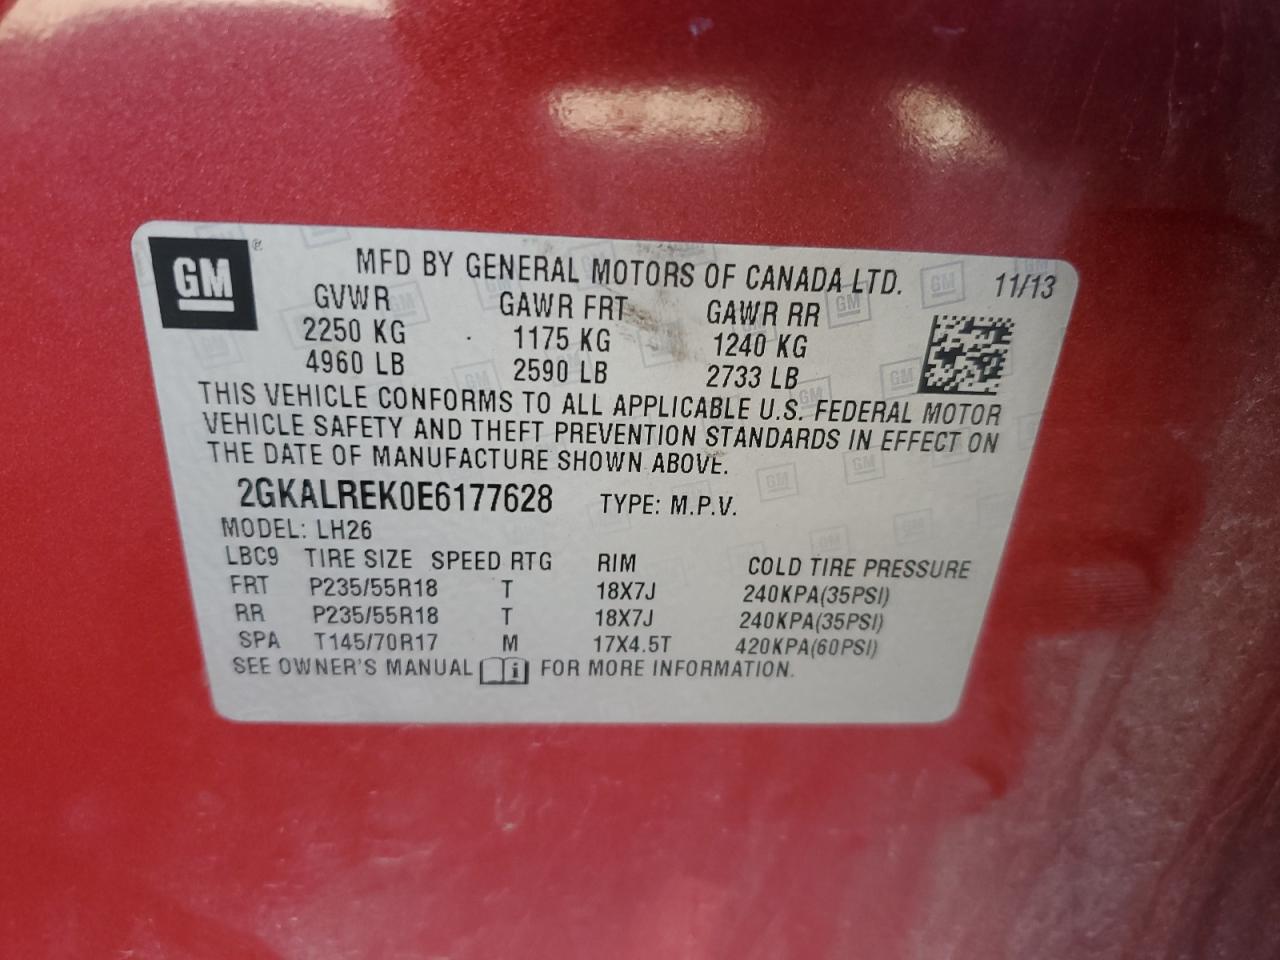 GM ® MFD BY GENERAL MOTORS OF CANADA LTD. 11/13
GVWR GAWR FRT GAWR RR
2250 KG 1175 KG 1240 KG
4960 LB 2590 LB 2733 LB
THIS VEHICLE CONFORMS TO ALL APPLICABLE U.S. FEDERAL MOTOR
VEHICLE SAFETY AND THEFT PREVENTION STANDARDS IN EFFECT ON
THE DATE OF MANUFACTURE SHOWN ABOVE.
2GKALREK0E6177628 TYPE: M.P.V.
MODEL: LH26
LBC9 TIRE SIZE SPEED RTG RIM COLD TIRE PRESSURE
FRT P235/55R18 T 18X7J 240KPA(35PSI)
RR P235/55R18 T 18X7J 240KPA(35PSI)
SPA T145/70R17 M 17X4.5T 420KPA(60PSI)
SEE OWNER'S MANUAL i FOR MORE INFORMATION.